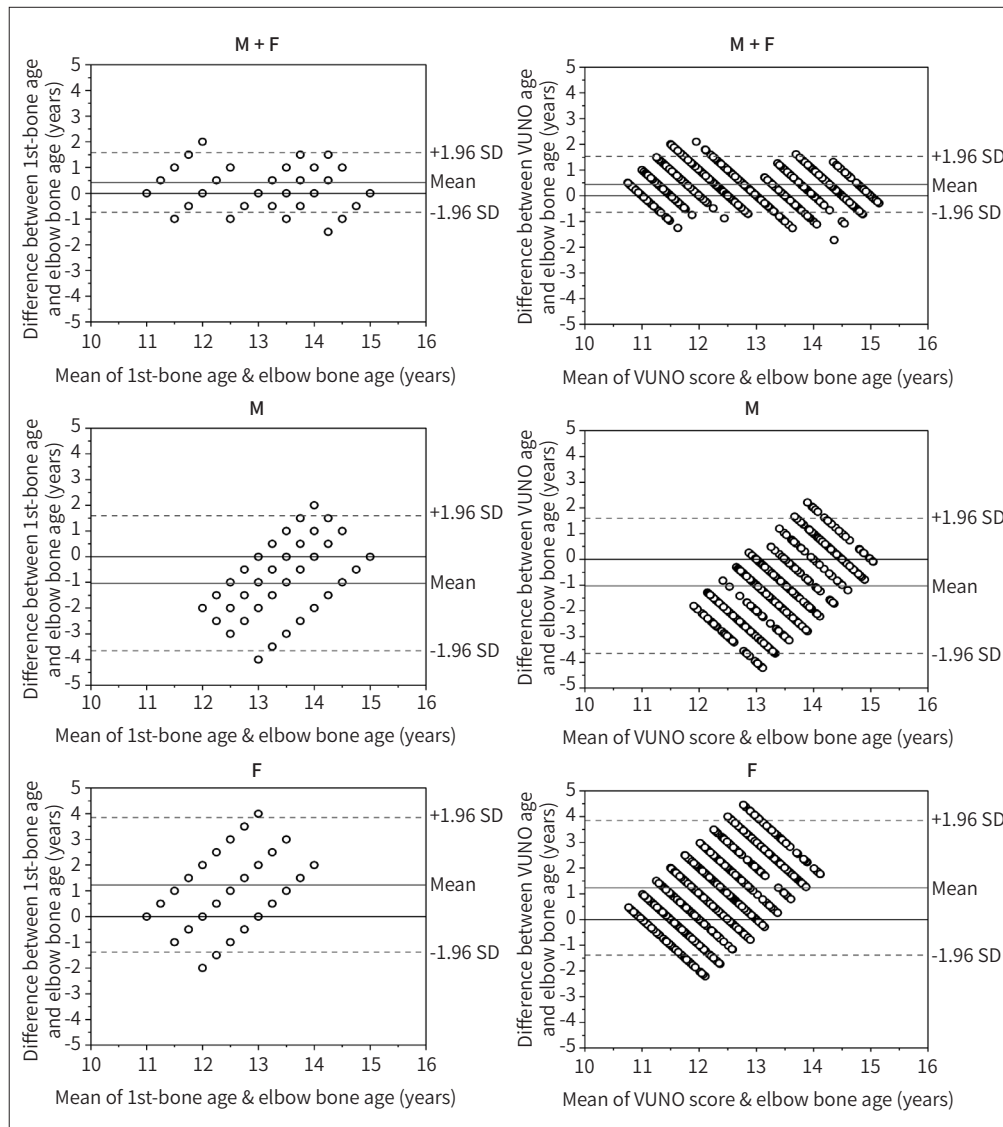 M + F
Difference between 1st-bone age
and elbow bone age (years)
5
4
3
2
1
0
-1
-2
-3
-4
-5
+1.96 SD
Mean
-1.96 SD
10 11 12 13 14 15 16
Mean of 1st-bone age & elbow bone age (years)
M + F
Difference between VUNO age
and elbow bone age (years)
5
4
3
2
1
0
-1
-2
-3
-4
-5
+1.96 SD
Mean
-1.96 SD
10 11 12 13 14 15 16
Mean of VUNO score & elbow bone age (years)
M
Difference between 1st-bone age
and elbow bone age (years)
5
4
3
2
1
0
-1
-2
-3
-4
-5
+1.96 SD
Mean
-1.96 SD
10 11 12 13 14 15 16
Mean of 1st-bone age & elbow bone age (years)
M
Difference between VUNO age
and elbow bone age (years)
5
4
3
2
1
0
-1
-2
-3
-4
-5
+1.96 SD
Mean
-1.96 SD
10 11 12 13 14 15 16
Mean of VUNO score & elbow bone age (years)
F
Difference between 1st-bone age
and elbow bone age (years)
5
4
3
2
1
0
-1
-2
-3
-4
-5
+1.96 SD
Mean
-1.96 SD
10 11 12 13 14 15 16
Mean of 1st-bone age & elbow bone age (years)
F
Difference between VUNO age
and elbow bone age (years)
5
4
3
2
1
0
-1
-2
-3
-4
-5
+1.96 SD
Mean
-1.96 SD
10 11 12 13 14 15 16
Mean of VUNO score & elbow bone age (years)